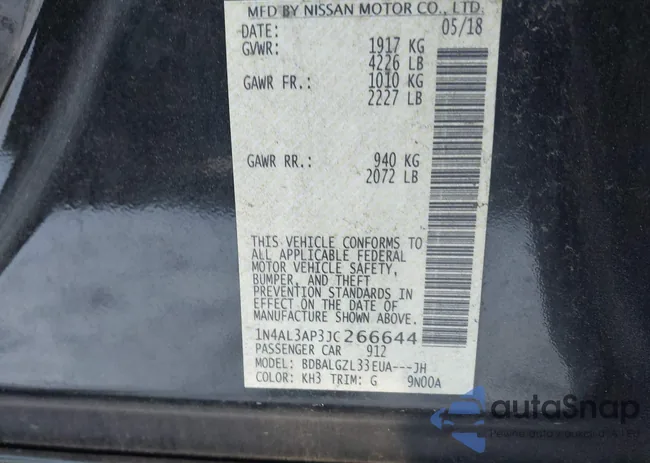 MFD BY NISSAN MOTOR CO., LTD.
DATE: 05/18
GVWR: 1917 KG
4226 LB
GAWR FR.: 1010 KG
2227 LB
GAWR RR.: 940 KG
2072 LB
THIS VEHICLE CONFORMS TO
ALL APPLICABLE FEDERAL
MOTOR VEHICLE SAFETY,
BUMPER, AND THEFT
PREVENTION STANDARDS IN
EFFECT ON THE DATE OF
MANUFACTURE SHOWN ABOVE.
1N4AL3AP3JC266644
PASSENGER CAR 912
MODEL: BDBALGZL33EUA---JH
COLOR: KH3 TRIM: G 9N00A
autaSnap